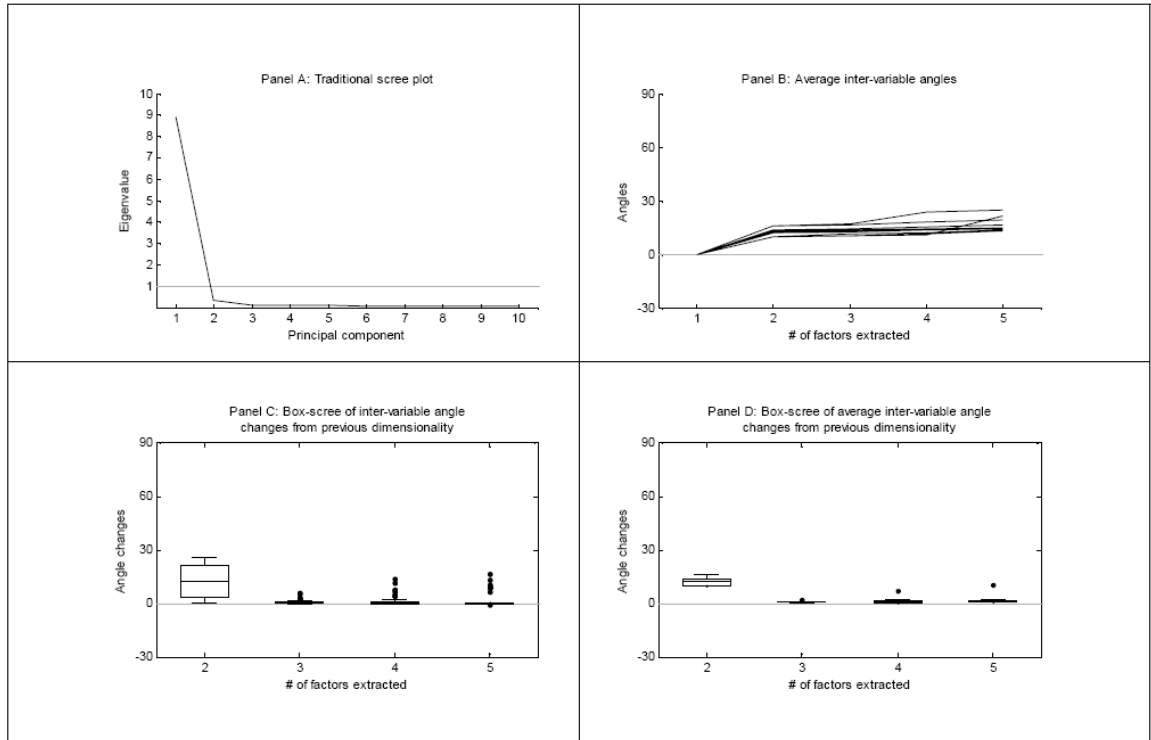 Panel A: Traditional scree plot
10
9
8
7
6
5
4
3
2
1
Eigenvalue
1 2 3 4 5 6 7 8 9 10
Principal component
Panel B: Average inter-variable angles
90
60
30
0
-30
Angles
1 2 3 4 5
# of factors extracted
Panel C: Box-scree of inter-variable angle
changes from previous dimensionality
90
60
30
0
-30
Angle changes
2 3 4 5
# of factors extracted
Panel D: Box-scree of average inter-variable angle
changes from previous dimensionality
90
60
30
0
-30
Angle changes
2 3 4 5
# of factors extracted